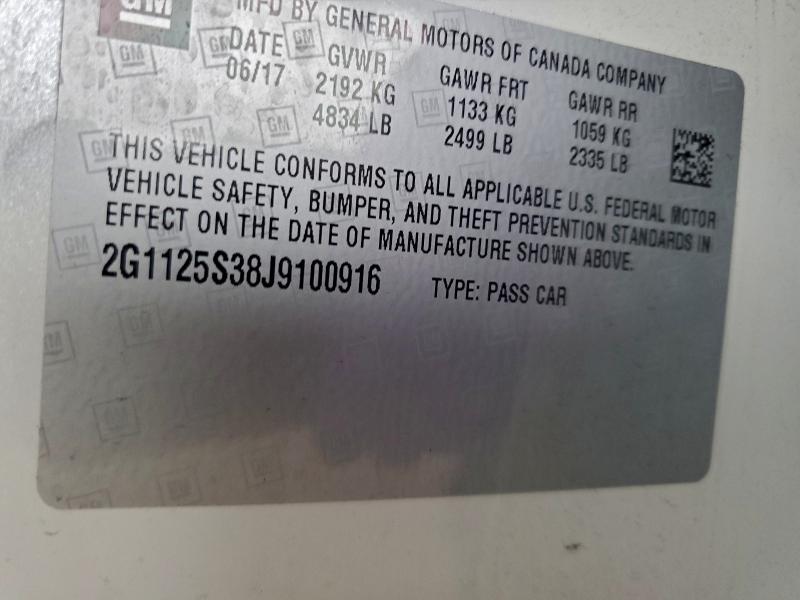 GM
MFD BY GENERAL MOTORS OF CANADA COMPANY
DATE GVWR GAWR FRT GAWR RR
06/17 2192 KG 1133 KG 1059 KG
4834 LB 2499 LB 2335 LB
THIS VEHICLE CONFORMS TO ALL APPLICABLE U.S. FEDERAL MOTOR
VEHICLE SAFETY, BUMPER, AND THEFT PREVENTION STANDARDS IN
EFFECT ON THE DATE OF MANUFACTURE SHOWN ABOVE.
2G1125S38J9100916 TYPE: PASS CAR